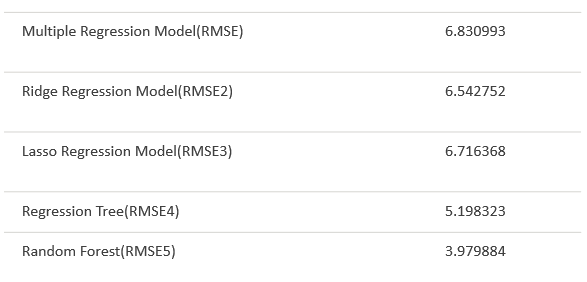 Multiple Regression Model(RMSE) 6.830993
Ridge Regression Model(RMSE2) 6.542752
Lasso Regression Model(RMSE3) 6.716368
Regression Tree(RMSE4) 5.198323
Random Forest(RMSE5) 3.979884